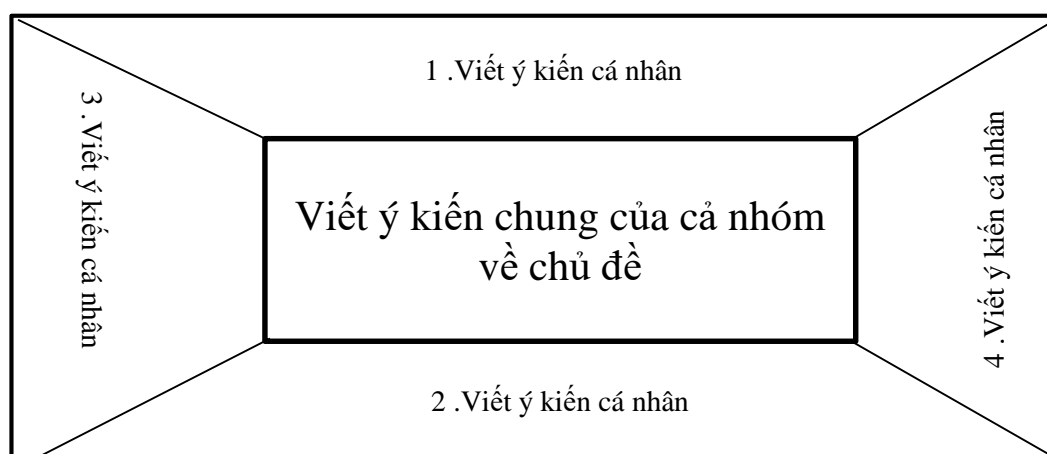 1 .Viết ý kiến cá nhân
3 .Viết ý kiến cá nhân
Viết ý kiến chung của cả nhóm
về chủ đề
4 .Viết ý kiến cá nhân
2 .Viết ý kiến cá nhân